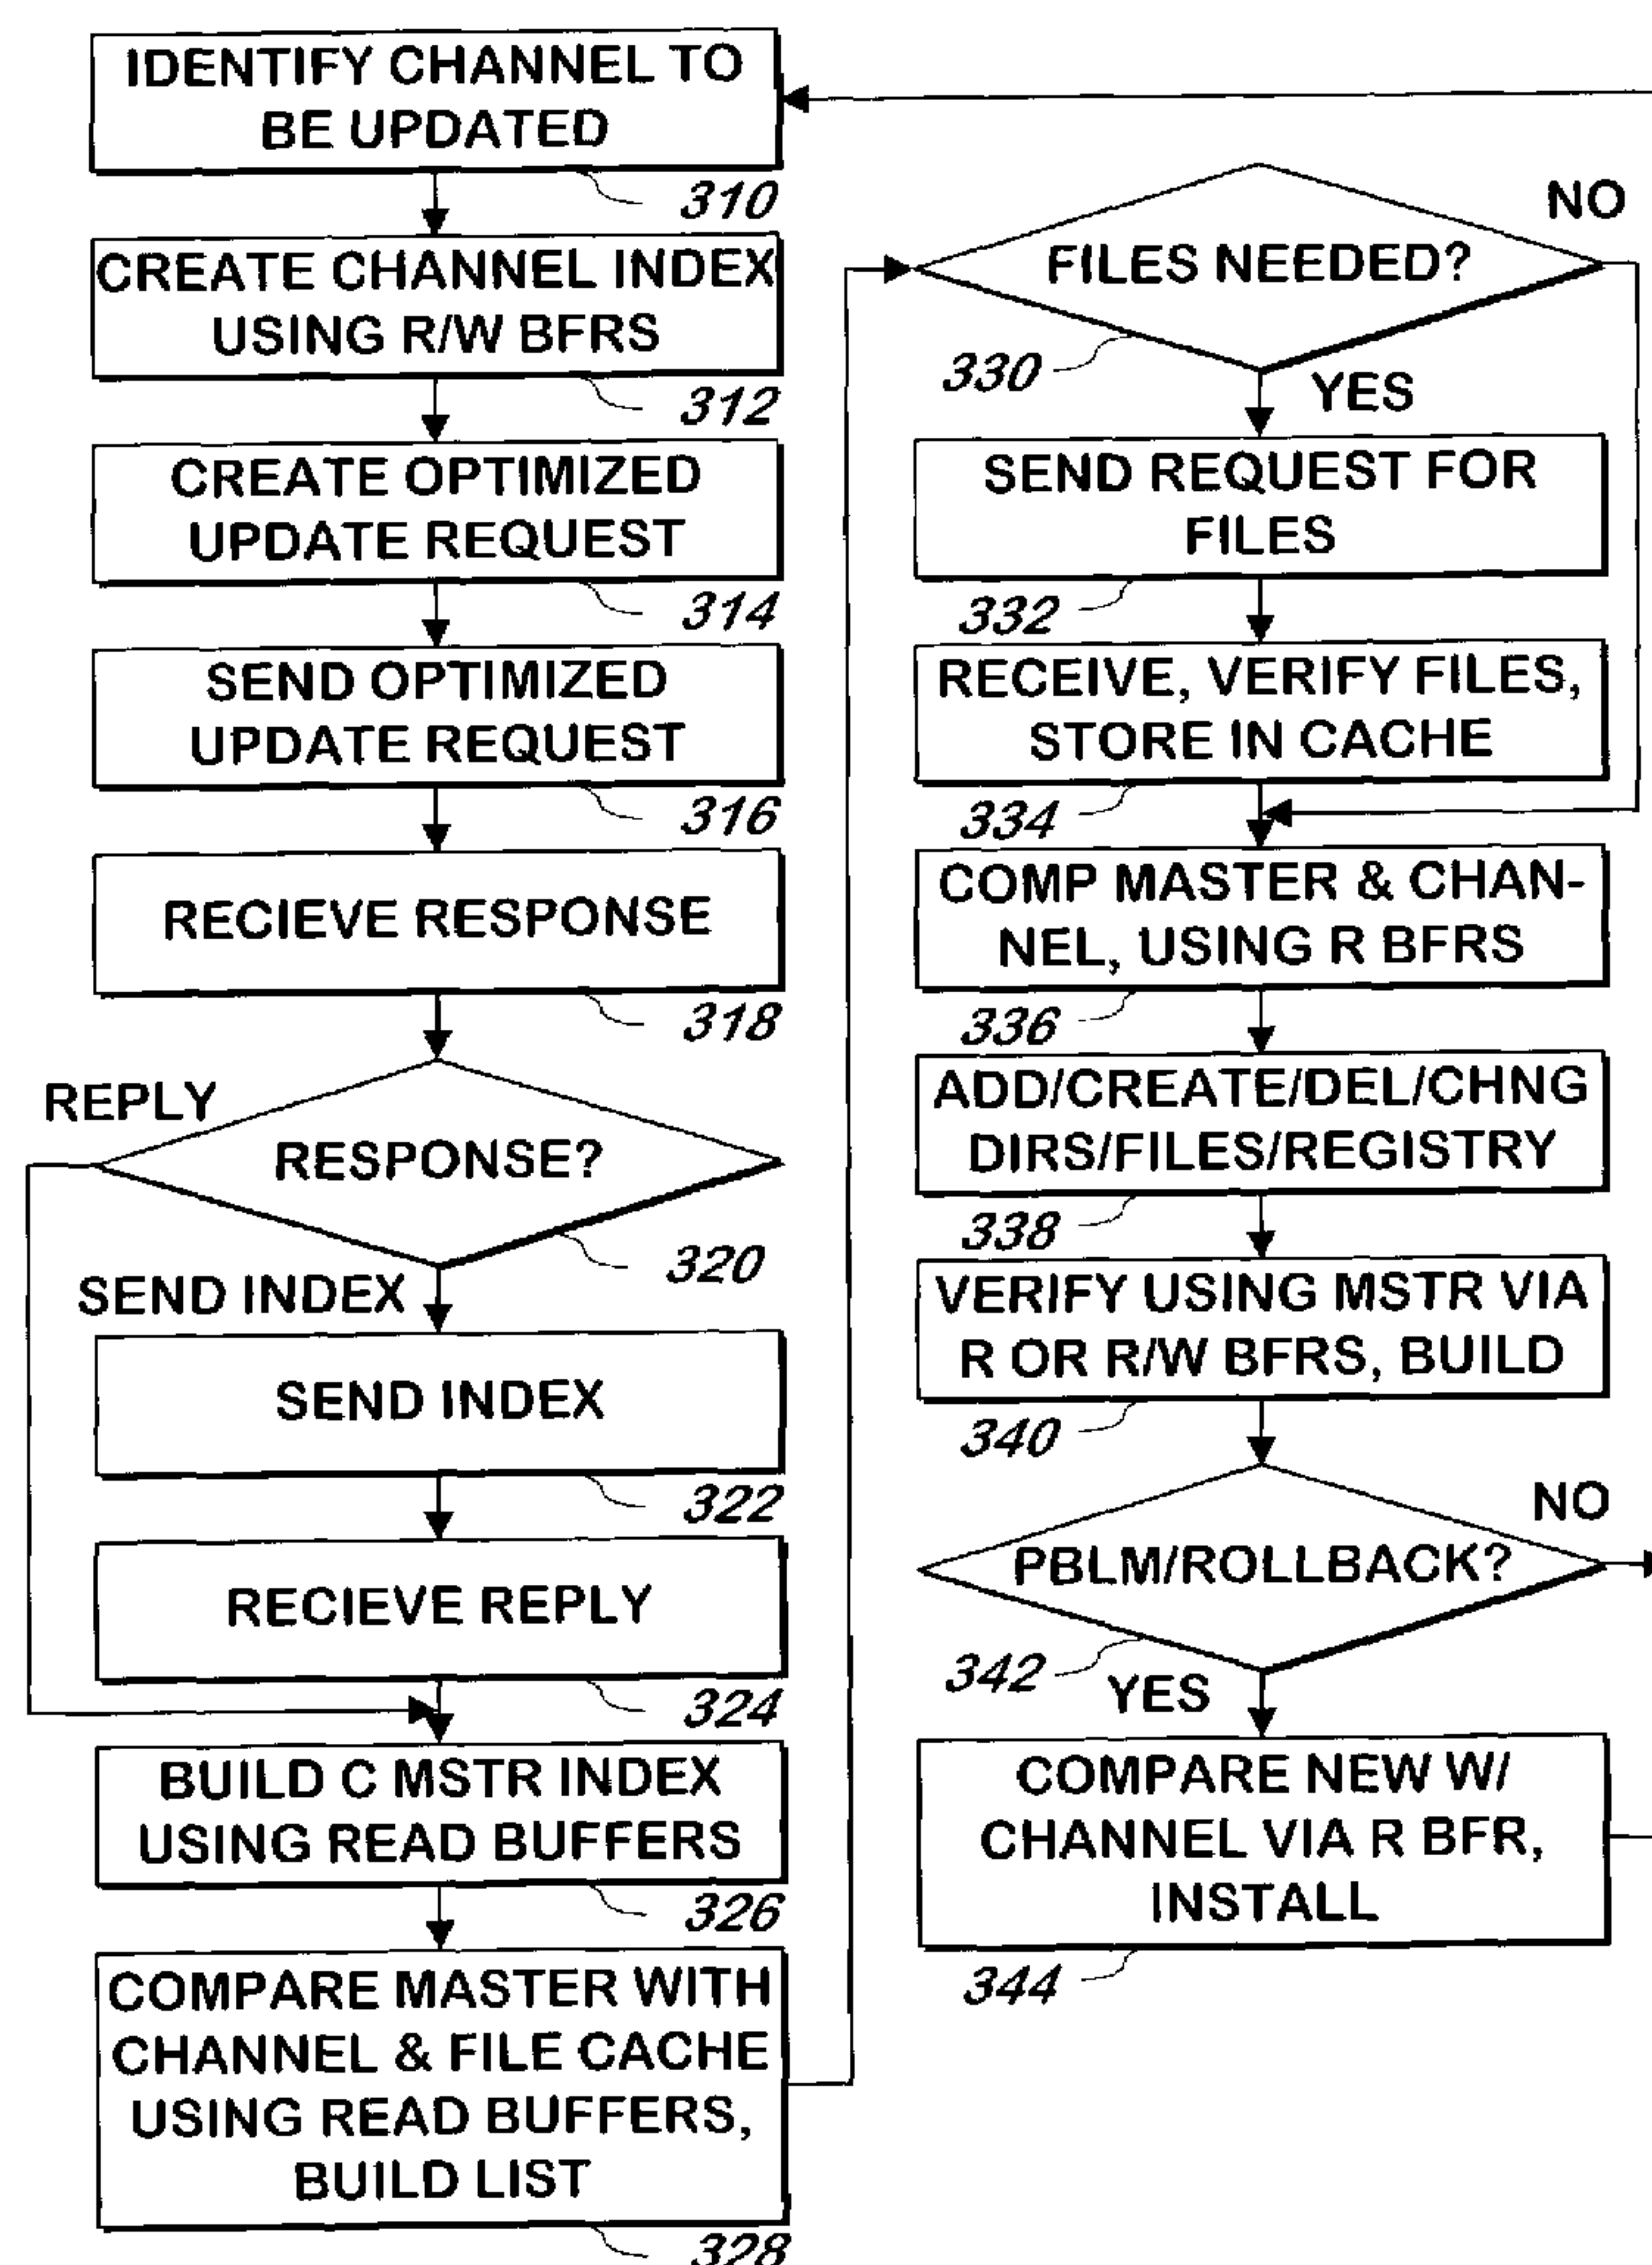 IDENTIFY CHANNEL TO
BE UPDATED
310
CREATE CHANNEL INDEX
USING R/W BFRS
312
CREATE OPTIMIZED
UPDATE REQUEST
314
SEND OPTIMIZED
UPDATE REQUEST
316
RECIEVE RESPONSE
318
REPLY
RESPONSE?
320
SEND INDEX
SEND INDEX
322
RECIEVE REPLY
324
BUILD C MSTR INDEX
USING READ BUFFERS
326
COMPARE MASTER WITH
CHANNEL & FILE CACHE
USING READ BUFFERS,
BUILD LIST
328
NO
FILES NEEDED?
330
YES
SEND REQUEST FOR
FILES
332
RECEIVE, VERIFY FILES,
STORE IN CACHE
334
COMP MASTER & CHAN-
NEL, USING R BFRS
336
ADD/CREATE/DEL/CHNG
DIRS/FILES/REGISTRY
338
VERIFY USING MSTR VIA
R OR R/W BFRS, BUILD
340
NO
PBLM/ROLLBACK?
342
YES
COMPARE NEW W/
CHANNEL VIA R BFR,
INSTALL
344